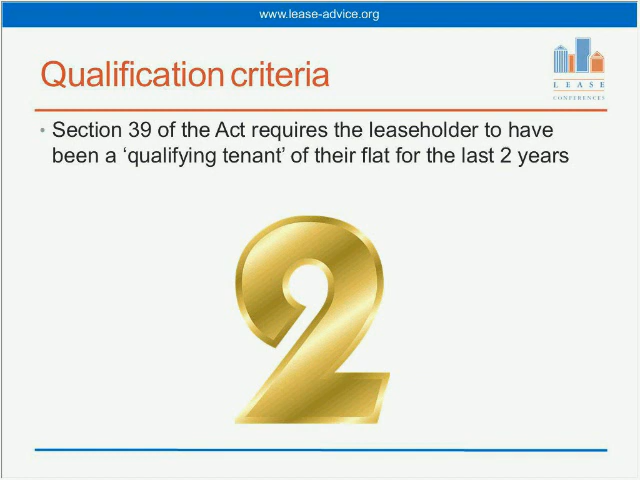 www.lease-advice.org
Qualification criteria
LEASE
CONFERENCES
• Section 39 of the Act requires the leaseholder to have
been a ‘qualifying tenant’ of their flat for the last 2 years
2